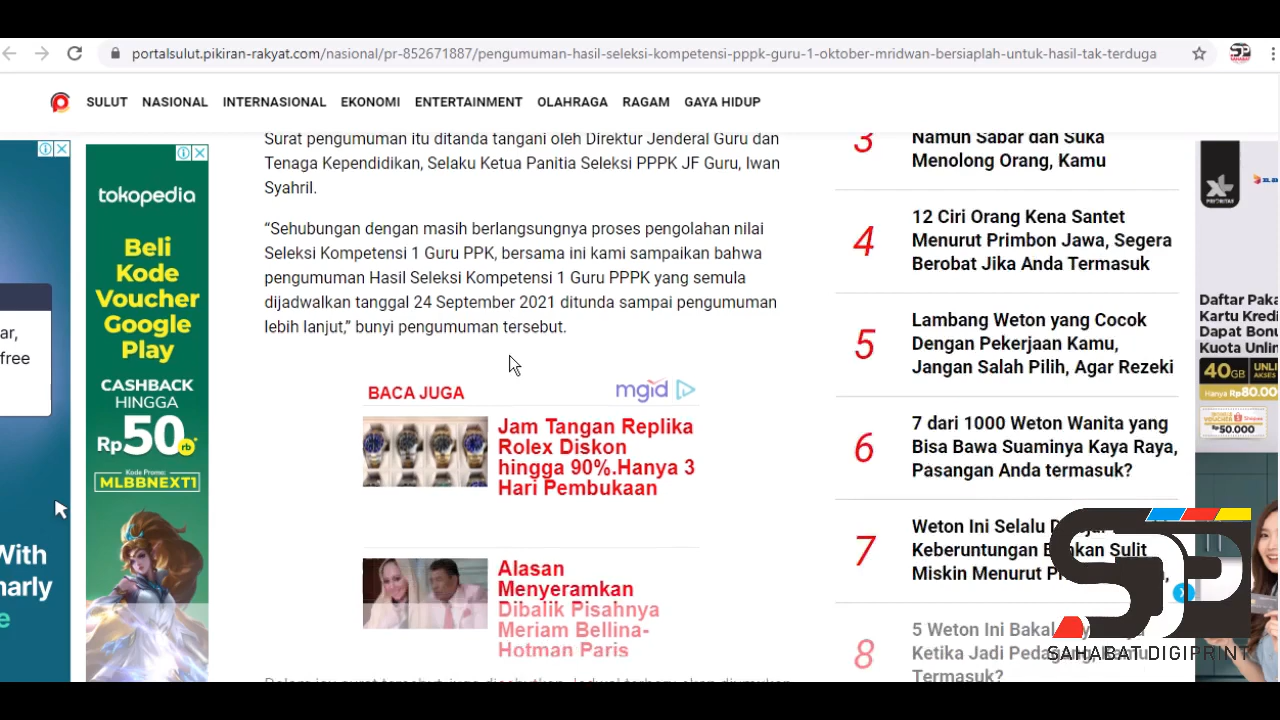 portalsulut.pikiran-rakyat.com/nasional/pr-852671887/pengumuman-hasil-seleksi-kompetensi-pppk-guru-1-oktober-mridwan-bersiaplah-untuk-hasil-tak-terduga
SULUT NASIONAL INTERNASIONAL EKONOMI ENTERTAINMENT OLAHRAGA RAGAM GAYA HIDUP
Surat pengumuman itu ditanda tangani oleh Direktur Jenderal Guru dan
Tenaga Kependidikan, Selaku Ketua Panitia Seleksi PPPK JF Guru, Iwan
Syahril.
“Sehubungan dengan masih berlangsungnya proses pengolahan nilai
Seleksi Kompetensi 1 Guru PPK, bersama ini kami sampaikan bahwa
pengumuman Hasil Seleksi Kompetensi 1 Guru PPPK yang semula
dijadwalkan tanggal 24 September 2021 ditunda sampai pengumuman
lebih lanjut,” bunyi pengumuman tersebut.
BACA JUGA
mgid
Jam Tangan Replika
Rolex Diskon
hingga 90%.Hanya 3
Hari Pembukaan
Alasan
Menyeramkan
Dibalik Pisahnya
Meriam Bellina-
Hotman Paris
tokopedia
Beli
Kode
Voucher
Google
Play
CASHBACK
HINGGA
Rp50rb*
Kode Promo:
MLBBNEXT1
free
With
3
Namun Sabar dan Suka
Menolong Orang, Kamu
4
12 Ciri Orang Kena Santet
Menurut Primbon Jawa, Segera
Berobat Jika Anda Termasuk
5
Lambang Weton yang Cocok
Dengan Pekerjaan Kamu,
Jangan Salah Pilih, Agar Rezeki
6
7 dari 1000 Weton Wanita yang
Bisa Bawa Suaminya Kaya Raya,
Pasangan Anda termasuk?
7
Weton Ini Selalu
Keberuntungan Sulit
Miskin Menurut
8
5 Weton Ini
Ketika Jadi
Termasuk?
PRIORITAS
Daftar
Kartu
Dapat
Kuota
40GB
Rp50.000
SAHABAT DIGIPRINT